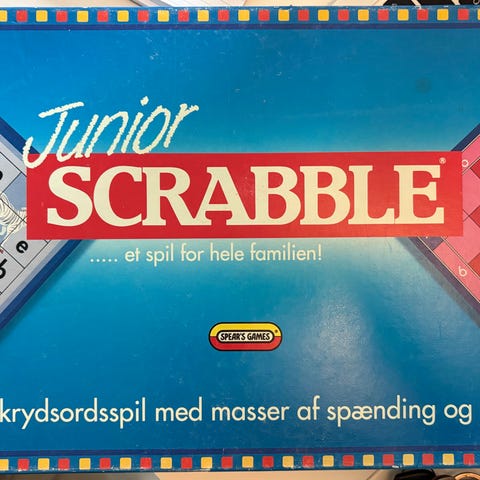 Junior
SCRABBLE®
..... et spil for hele familien!
SPEAR'S GAMES
krydsordsspil med masser af spænding og